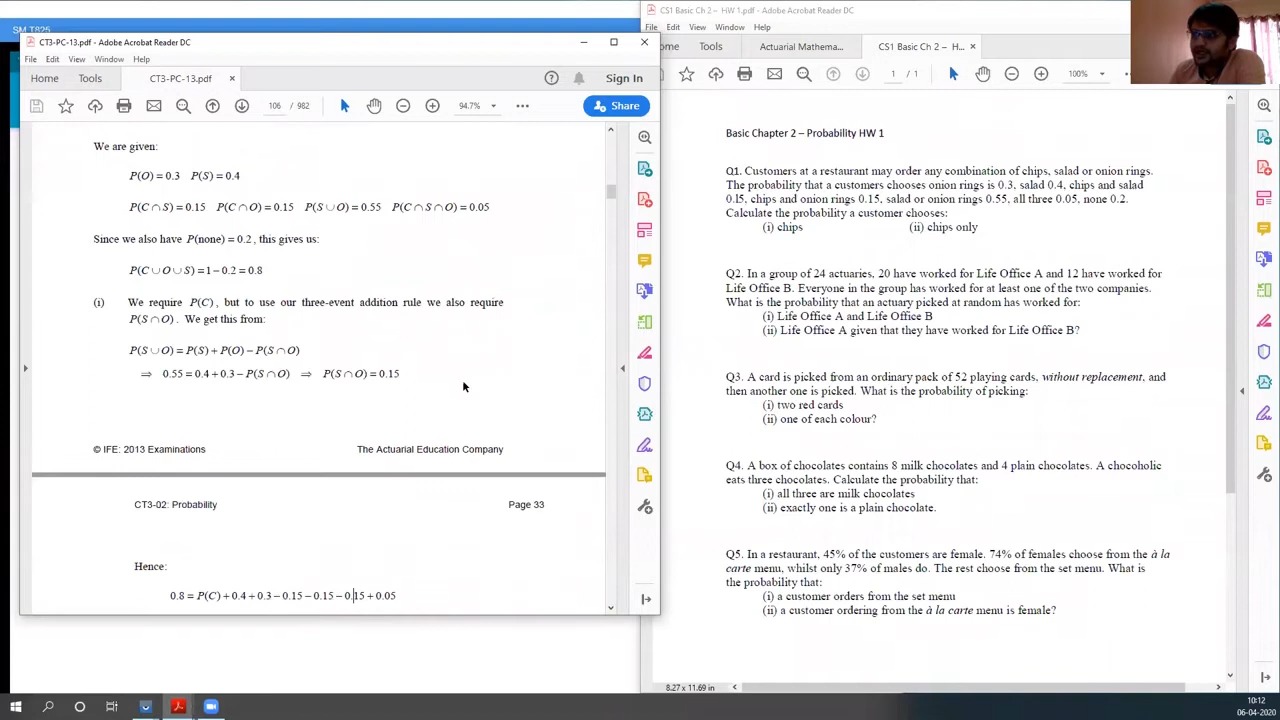 SM T825
CT3-PC-13.pdf - Adobe Acrobat Reader DC
File Edit View Window Help
Home Tools CT3-PC-13.pdf × Sign In
106 / 982 94.7% Share
We are given:
P(O) = 0.3 P(S) = 0.4
P(C ∩ S) = 0.15 P(C ∩ O) = 0.15 P(S ∪ O) = 0.55 P(C ∩ S ∩ O) = 0.05
Since we also have P(none) = 0.2, this gives us:
P(C ∪ O ∪ S) = 1 − 0.2 = 0.8
(i) We require P(C), but to use our three-event addition rule we also require
P(S ∩ O). We get this from:
P(S ∪ O) = P(S) + P(O) − P(S ∩ O)
⇒ 0.55 = 0.4 + 0.3 − P(S ∩ O) ⇒ P(S ∩ O) = 0.15
© IFE: 2013 Examinations The Actuarial Education Company
CT3-02: Probability Page 33
Hence:
0.8 = P(C) + 0.4 + 0.3 − 0.15 − 0.15 − 0.15 + 0.05
CS1 Basic Ch 2 – HW 1.pdf - Adobe Acrobat Reader DC
File Edit View Window Help
ome Tools Actuarial Mathema... CS1 Basic Ch 2 – H... ×
1 / 1 100%
Basic Chapter 2 – Probability HW 1
Q1. Customers at a restaurant may order any combination of chips, salad or onion rings.
The probability that a customers chooses onion rings is 0.3, salad 0.4, chips and salad
0.15, chips and onion rings 0.15, salad or onion rings 0.55, all three 0.05, none 0.2.
Calculate the probability a customer chooses:
(i) chips (ii) chips only
Q2. In a group of 24 actuaries, 20 have worked for Life Office A and 12 have worked for
Life Office B. Everyone in the group has worked for at least one of the two companies.
What is the probability that an actuary picked at random has worked for:
(i) Life Office A and Life Office B
(ii) Life Office A given that they have worked for Life Office B?
Q3. A card is picked from an ordinary pack of 52 playing cards, without replacement, and
then another one is picked. What is the probability of picking:
(i) two red cards
(ii) one of each colour?
Q4. A box of chocolates contains 8 milk chocolates and 4 plain chocolates. A chocoholic
eats three chocolates. Calculate the probability that:
(i) all three are milk chocolates
(ii) exactly one is a plain chocolate.
Q5. In a restaurant, 45% of the customers are female. 74% of females choose from the à la
carte menu, whilst only 37% of males do. The rest choose from the set menu. What is
the probability that:
(i) a customer orders from the set menu
(ii) a customer ordering from the à la carte menu is female?
8.27 x 11.69 in
10:12
06-04-2020